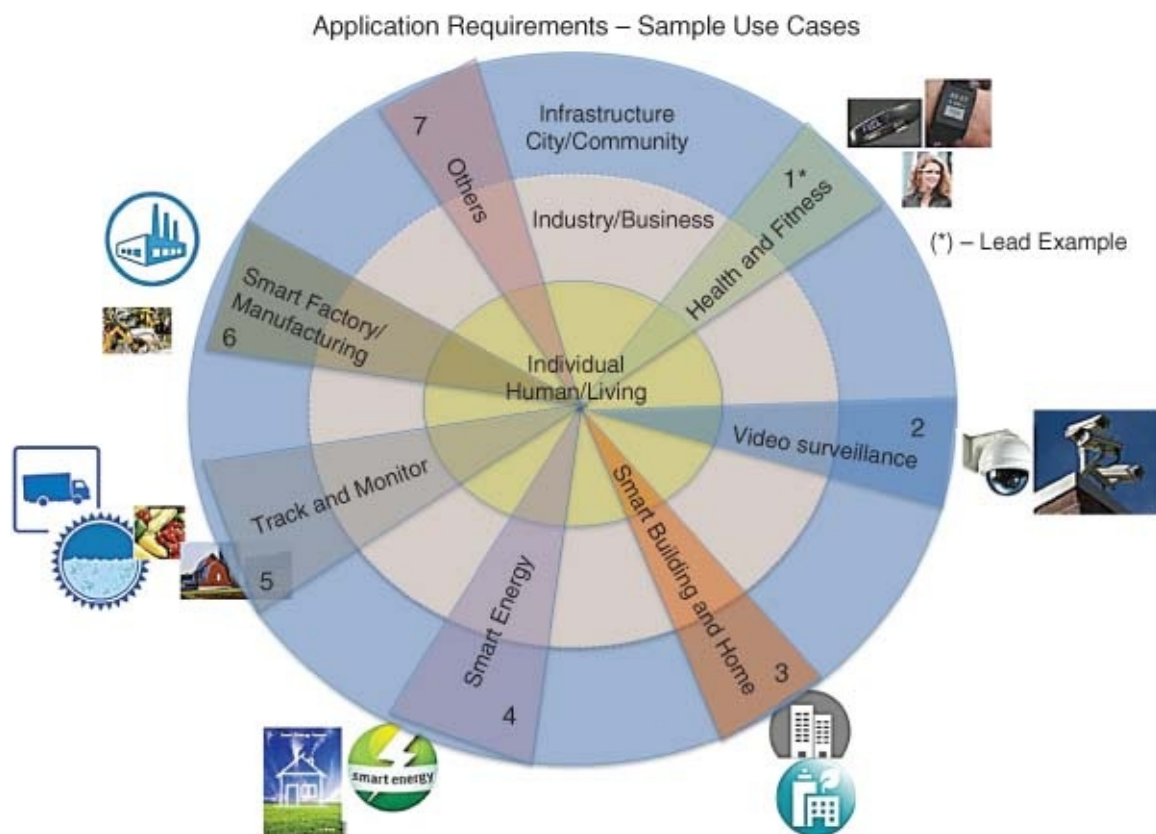 Application Requirements – Sample Use Cases
Infrastructure
City/Community
Industry/Business
Individual
Human/Living
1*
Health and Fitness
(*) – Lead Example
2
Video surveillance
3
Smart Building and Home
4
Smart Energy
5
Track and Monitor
6
Smart Factory/
Manufacturing
7
Others
smart energy